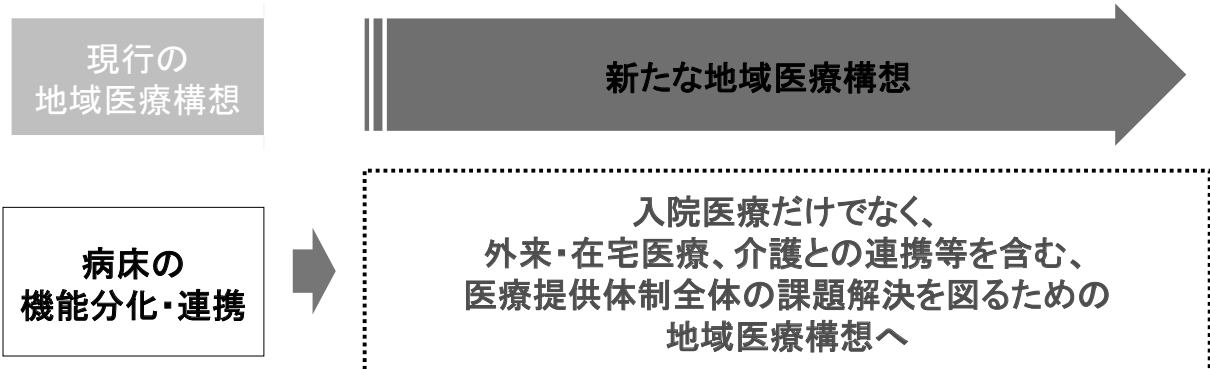 現行の
地域医療構想
新たな地域医療構想
病床の
機能分化・連携
入院医療だけでなく、
外来・在宅医療、介護との連携等を含む、
医療提供体制全体の課題解決を図るための
地域医療構想へ